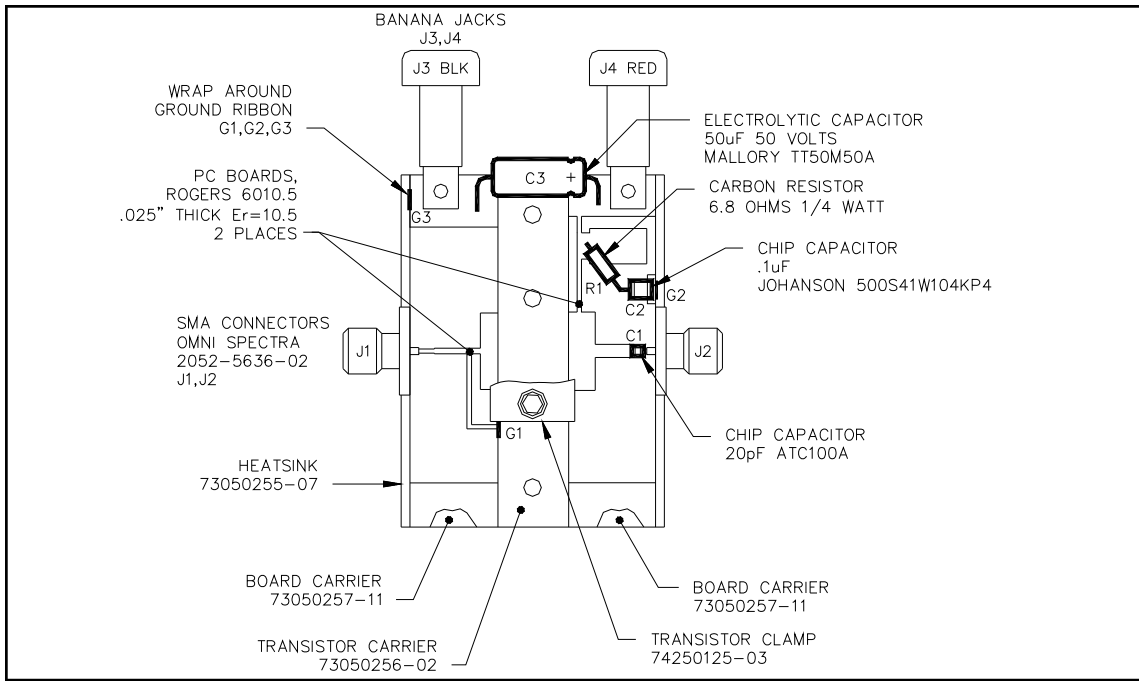 BANANA JACKS
J3,J4
J3 BLK
J4 RED
WRAP AROUND
GROUND RIBBON
G1,G2,G3
ELECTROLYTIC CAPACITOR
50uF 50 VOLTS
MALLORY TT50M50A
C3 +
PC BOARDS,
ROGERS 6010.5
.025" THICK Er=10.5
2 PLACES
CARBON RESISTOR
6.8 OHMS 1/4 WATT
G3
CHIP CAPACITOR
.1uF
JOHANSON 500S41W104KP4
R1
G2
C2
SMA CONNECTORS
OMNI SPECTRA
2052-5636-02
J1,J2
J1
C1
J2
G1
CHIP CAPACITOR
20pF ATC100A
HEATSINK
73050255-07
BOARD CARRIER
73050257-11
BOARD CARRIER
73050257-11
TRANSISTOR CARRIER
73050256-02
TRANSISTOR CLAMP
74250125-03